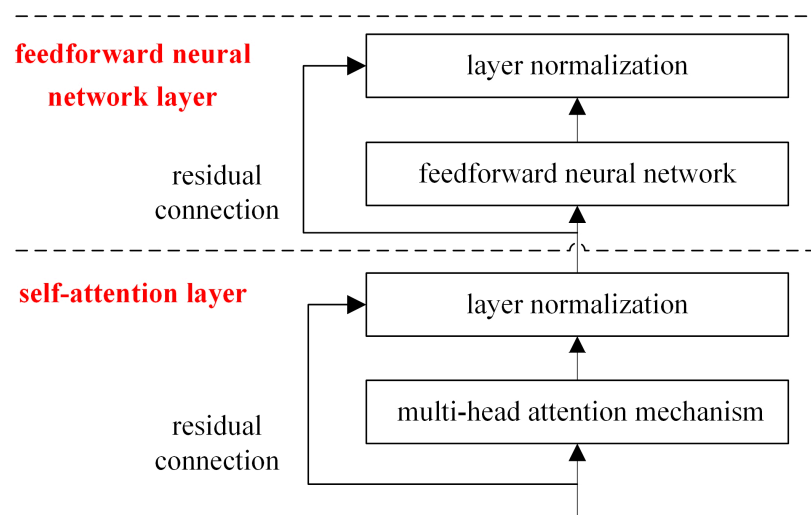 feedforward neural
network layer
layer normalization
feedforward neural network
residual
connection
self-attention layer
layer normalization
multi-head attention mechanism
residual
connection